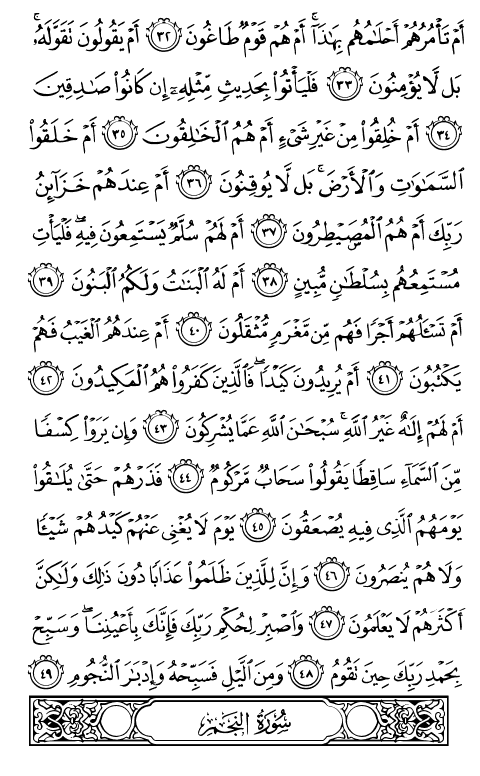 أَمْ تَأْمُرُهُمْ أَحْلَٰمُهُم بِهَٰذَآ ۚ أَمْ هُمْ قَوْمٌ طَاغُونَ ٣٢ أَمْ يَقُولُونَ تَقَوَّلَهُۥ ۚ
بَل لَّا يُؤْمِنُونَ ٣٣ فَلْيَأْتُوا۟ بِحَدِيثٍ مِّثْلِهِۦٓ إِن كَانُوا۟ صَٰدِقِينَ
٣٤ أَمْ خُلِقُوا۟ مِنْ غَيْرِ شَىْءٍ أَمْ هُمُ ٱلْخَٰلِقُونَ ٣٥ أَمْ خَلَقُوا۟
ٱلسَّمَٰوَٰتِ وَٱلْأَرْضَ ۚ بَل لَّا يُوقِنُونَ ٣٦ أَمْ عِندَهُمْ خَزَآئِنُ
رَبِّكَ أَمْ هُمُ ٱلْمُصَۣيْطِرُونَ ٣٧ أَمْ لَهُمْ سُلَّمٌ يَسْتَمِعُونَ فِيهِ ۖ فَلْيَأْتِ
مُسْتَمِعُهُم بِسُلْطَٰنٍ مُّبِينٍ ٣٨ أَمْ لَهُ ٱلْبَنَٰتُ وَلَكُمُ ٱلْبَنُونَ ٣٩
أَمْ تَسْـَٔلُهُمْ أَجْرًا فَهُم مِّن مَّغْرَمٍ مُّثْقَلُونَ ٤٠ أَمْ عِندَهُمُ ٱلْغَيْبُ فَهُمْ
يَكْتُبُونَ ٤١ أَمْ يُرِيدُونَ كَيْدًا ۖ فَٱلَّذِينَ كَفَرُوا۟ هُمُ ٱلْمَكِيدُونَ ٤٢
أَمْ لَهُمْ إِلَٰهٌ غَيْرُ ٱللَّهِ ۚ سُبْحَٰنَ ٱللَّهِ عَمَّا يُشْرِكُونَ ٤٣ وَإِن يَرَوْا۟ كِسْفًا
مِّنَ ٱلسَّمَآءِ سَاقِطًا يَقُولُوا۟ سَحَابٌ مَّرْكُومٌ ٤٤ فَذَرْهُمْ حَتَّىٰ يُلَٰقُوا۟
يَوْمَهُمُ ٱلَّذِى فِيهِ يُصْعَقُونَ ٤٥ يَوْمَ لَا يُغْنِى عَنْهُمْ كَيْدُهُمْ شَيْـًٔا
وَلَا هُمْ يُنصَرُونَ ٤٦ وَإِنَّ لِلَّذِينَ ظَلَمُوا۟ عَذَابًا دُونَ ذَٰلِكَ وَلَٰكِنَّ
أَكْثَرَهُمْ لَا يَعْلَمُونَ ٤٧ وَٱصْبِرْ لِحُكْمِ رَبِّكَ فَإِنَّكَ بِأَعْيُنِنَا ۖ وَسَبِّحْ
بِحَمْدِ رَبِّكَ حِينَ تَقُومُ ٤٨ وَمِنَ ٱلَّيْلِ فَسَبِّحْهُ وَإِدْبَٰرَ ٱلنُّجُومِ ٤٩
سُورَةُ النَّجْمِ